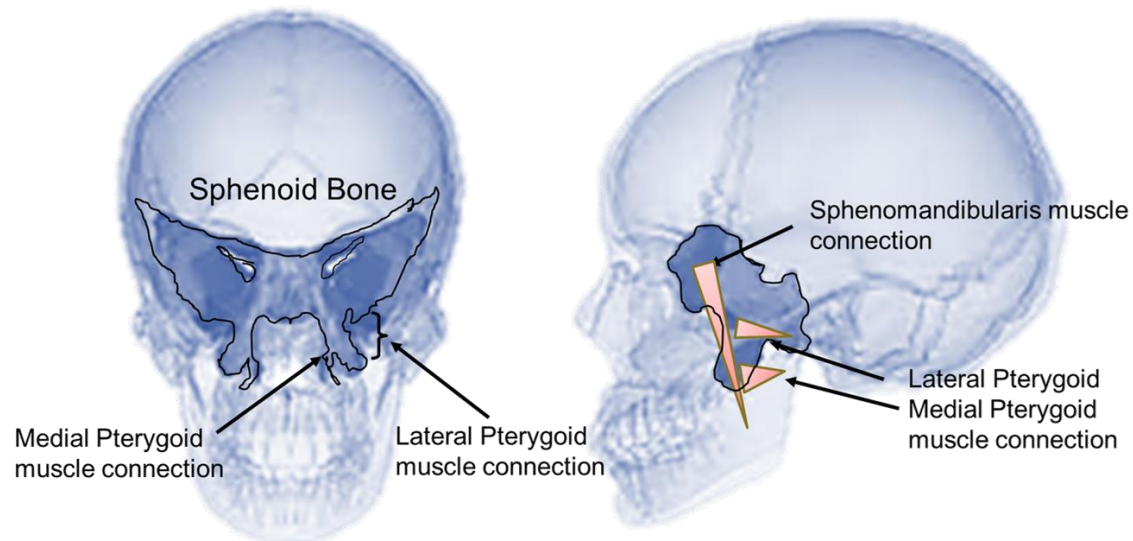 Sphenoid Bone
Medial Pterygoid
muscle connection
Lateral Pterygoid
muscle connection
Sphenomandibularis muscle
connection
Lateral Pterygoid
Medial Pterygoid
muscle connection